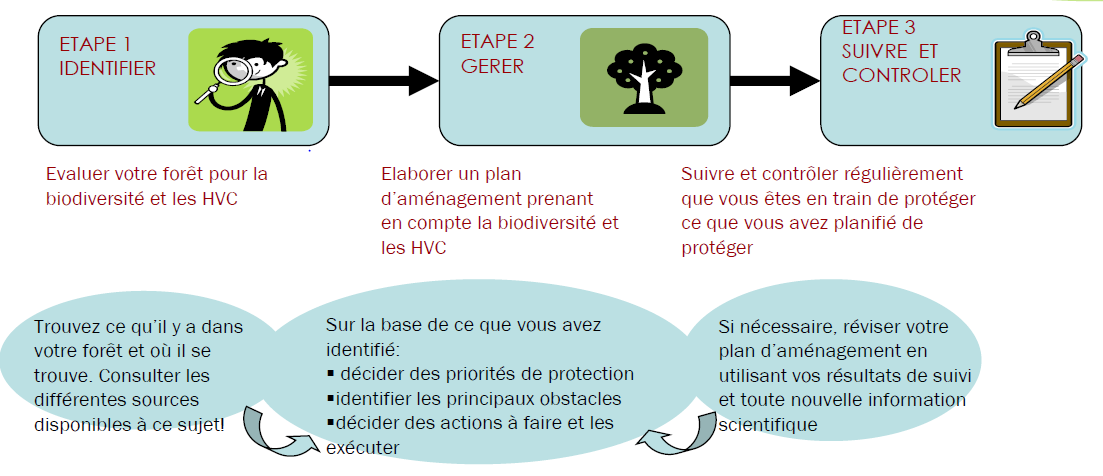 ETAPE 1
IDENTIFIER
ETAPE 2
GERER
ETAPE 3
SUIVRE ET
CONTROLER
Evaluer votre forêt pour la
biodiversité et les HVC
Elaborer un plan
d’aménagement prenant
en compte la biodiversité et
les HVC
Suivre et contrôler régulièrement
que vous êtes en train de protéger
ce que vous avez planifié de
protéger
Trouvez ce qu’il y a dans
votre forêt et où il se
trouve. Consulter les
différentes sources
disponibles à ce sujet!
Sur la base de ce que vous avez
identifié:
▪ décider des priorités de protection
▪identifier les principaux obstacles
▪décider des actions à faire et les
exécuter
Si nécessaire, réviser votre
plan d’aménagement en
utilisant vos résultats de suivi
et toute nouvelle information
scientifique